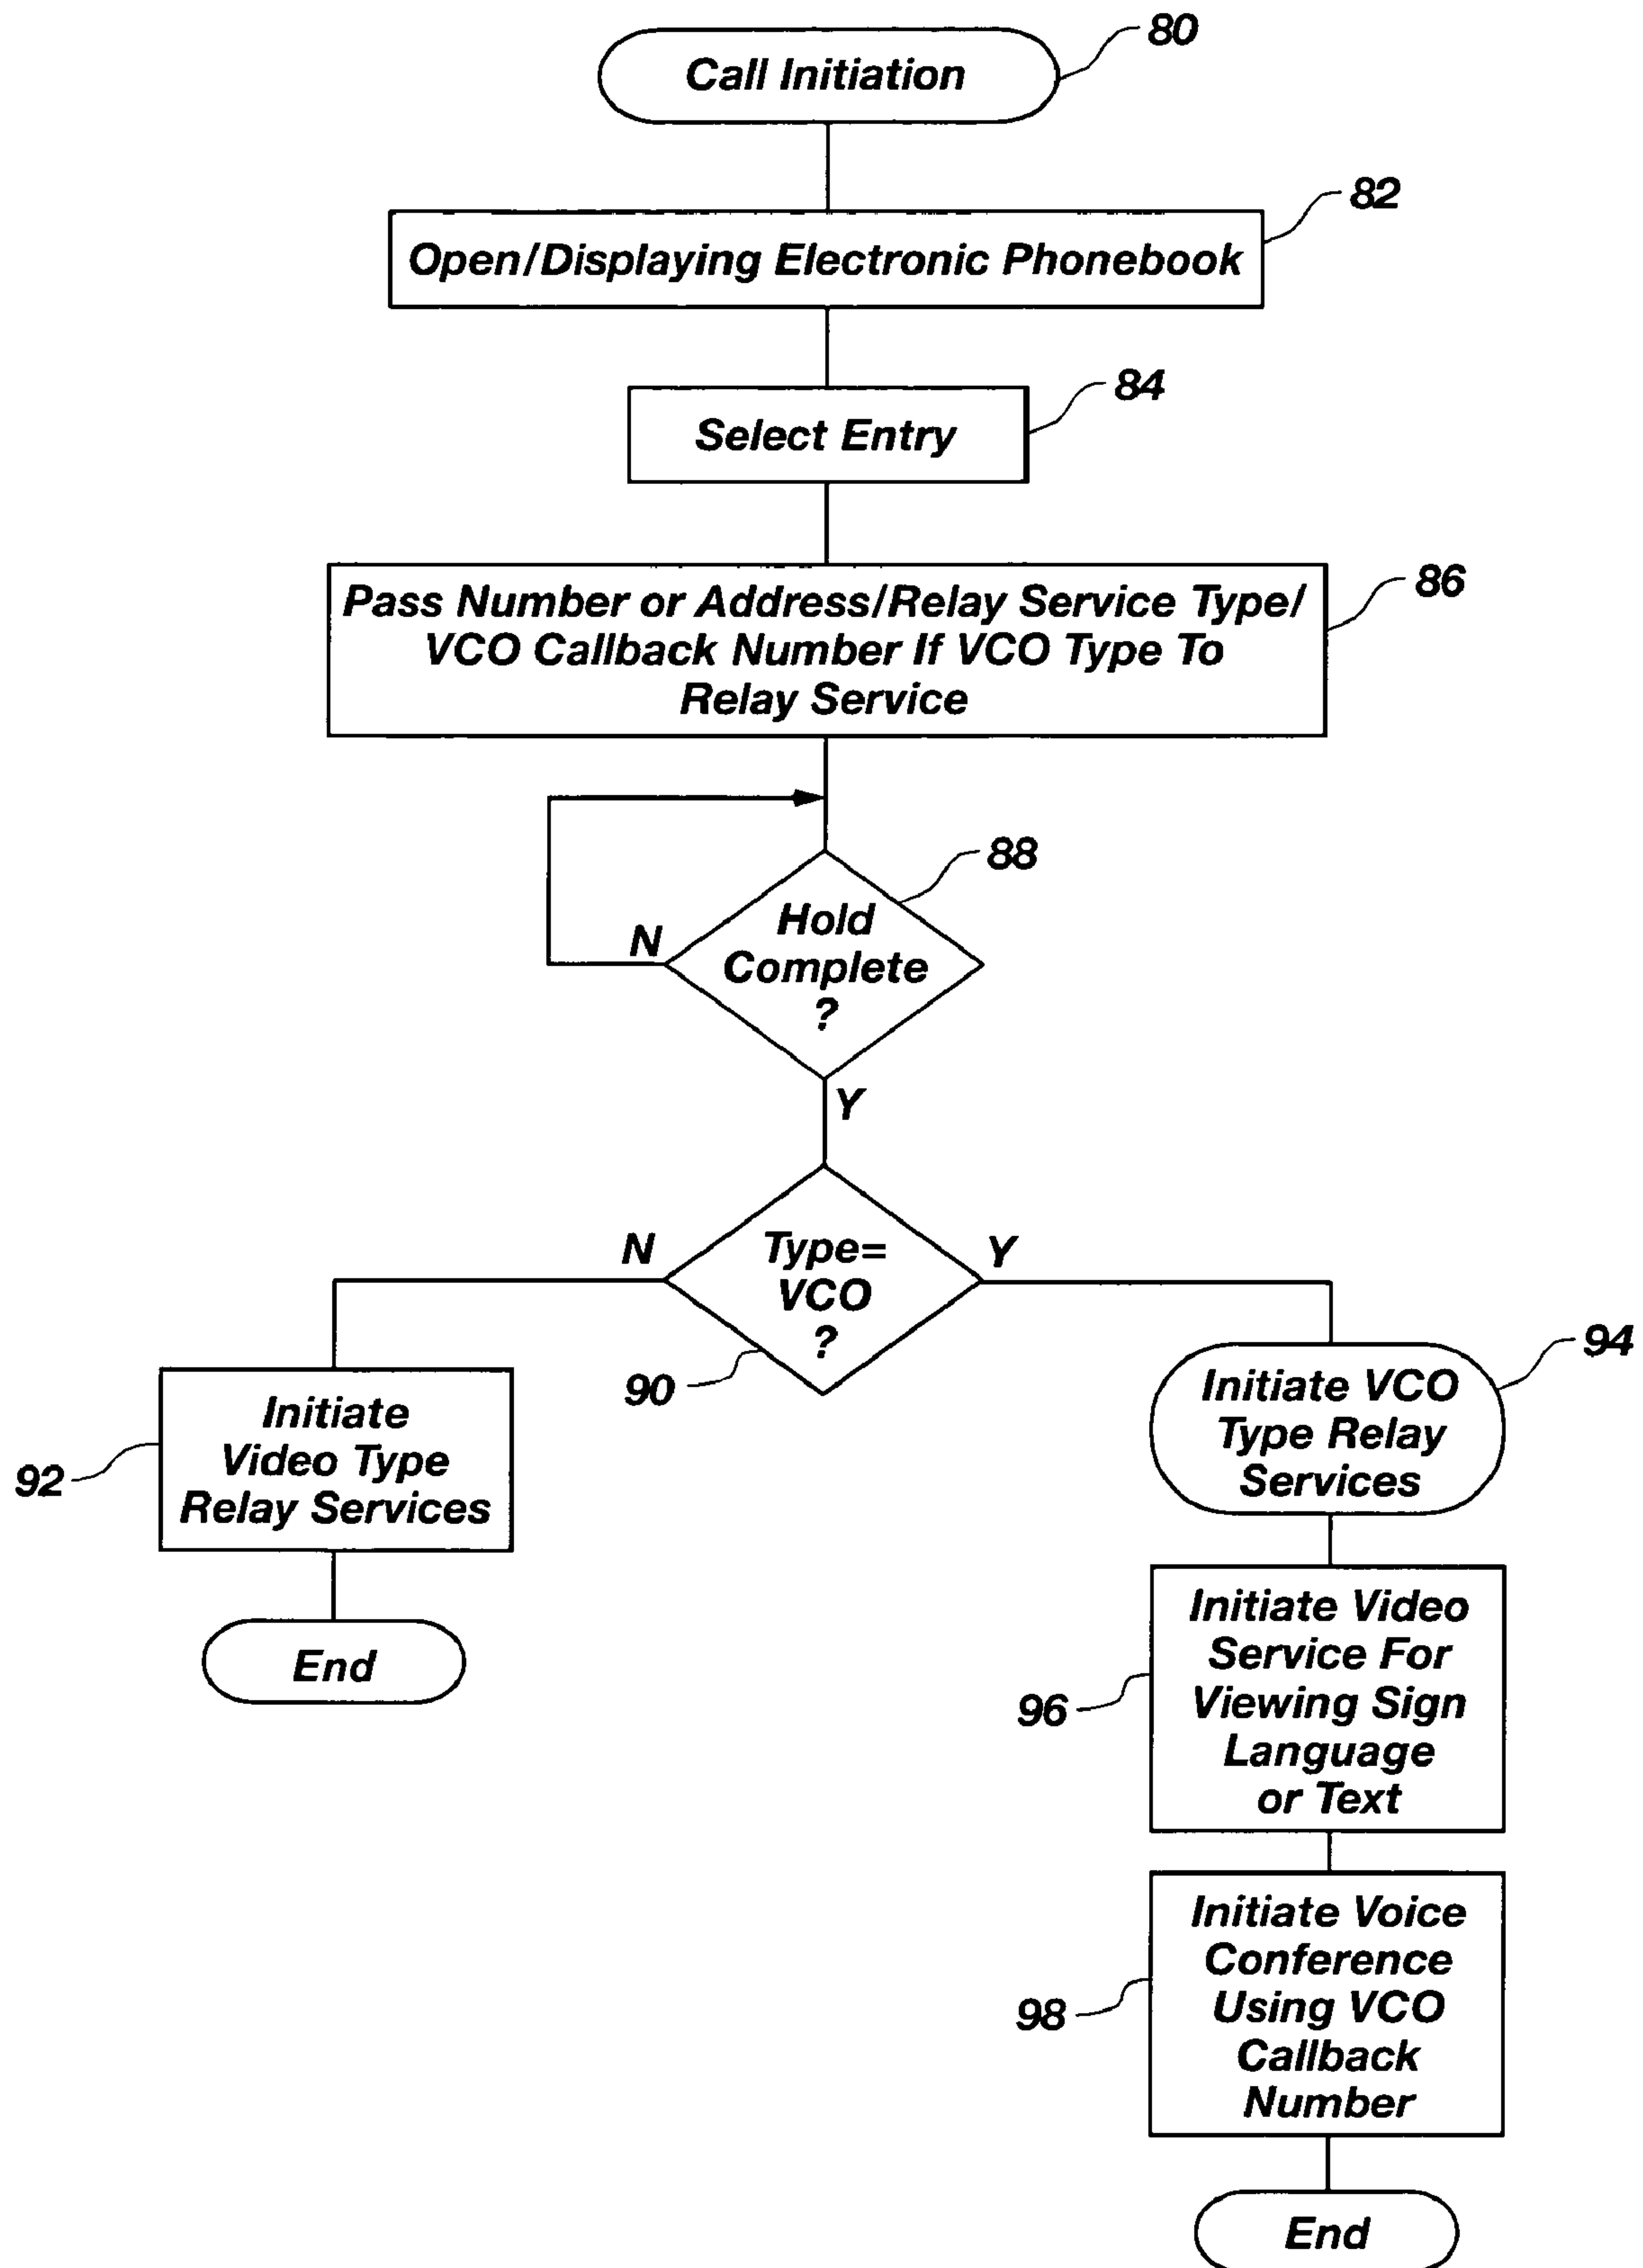 80
Call Initiation
82
Open/Displaying Electronic Phonebook
84
Select Entry
86
Pass Number or Address/Relay Service Type/
VCO Callback Number If VCO Type To
Relay Service
88
Hold
Complete
?
N
Y
Type=
VCO
?
N
Y
90
94
Initiate VCO
Type Relay
Services
92
Initiate
Video Type
Relay Services
End
96
Initiate Video
Service For
Viewing Sign
Language
or Text
98
Initiate Voice
Conference
Using VCO
Callback
Number
End